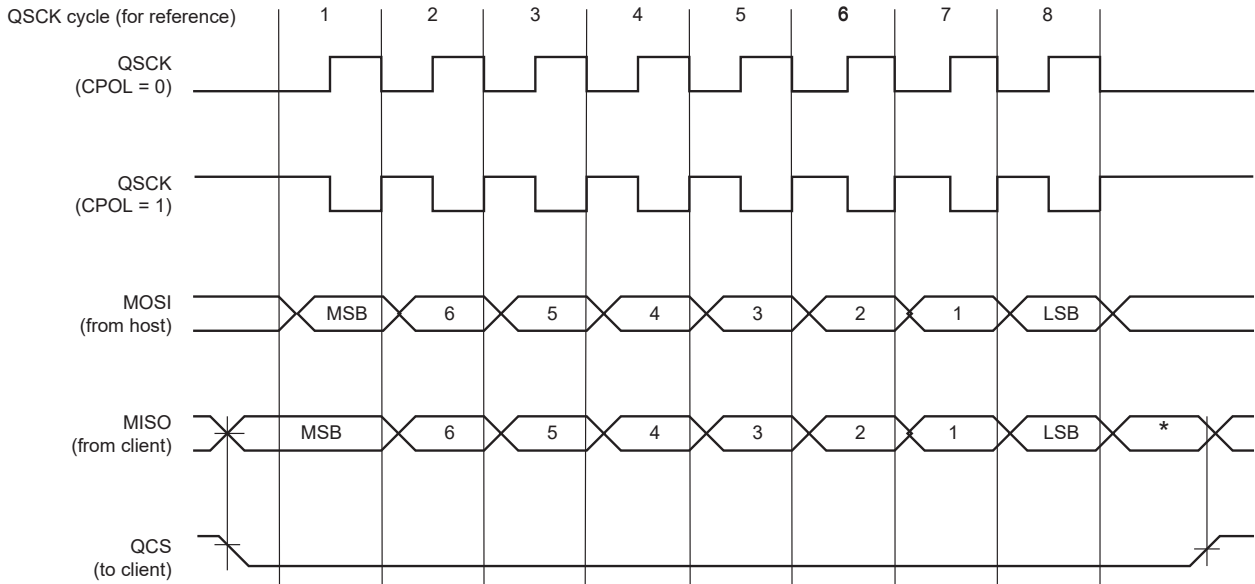 QSCK cycle (for reference)
1 2 3 4 5 6 7 8
QSCK
(CPOL = 0)
QSCK
(CPOL = 1)
MOSI
(from host)
MSB 6 5 4 3 2 1 LSB
MISO
(from client)
MSB 6 5 4 3 2 1 LSB *
QCS
(to client)